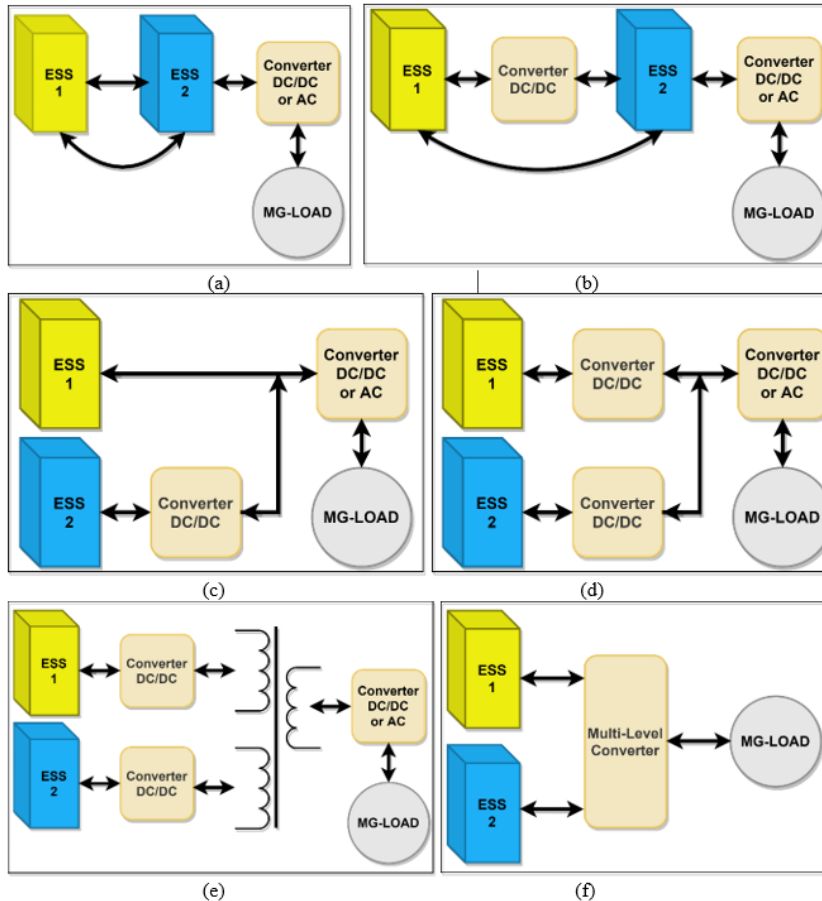 ESS
1
ESS
2
Converter
DC/DC
or AC
MG-LOAD
(a)
ESS
1
Converter
DC/DC
ESS
2
Converter
DC/DC
or AC
MG-LOAD
(b)
ESS
1
Converter
DC/DC
or AC
ESS
2
Converter
DC/DC
MG-LOAD
(c)
ESS
1
Converter
DC/DC
Converter
DC/DC
or AC
ESS
2
Converter
DC/DC
MG-LOAD
(d)
ESS
1
Converter
DC/DC
Converter
DC/DC
or AC
ESS
2
Converter
DC/DC
MG-LOAD
(e)
ESS
1
Multi-Level
Converter
MG-LOAD
ESS
2
(f)